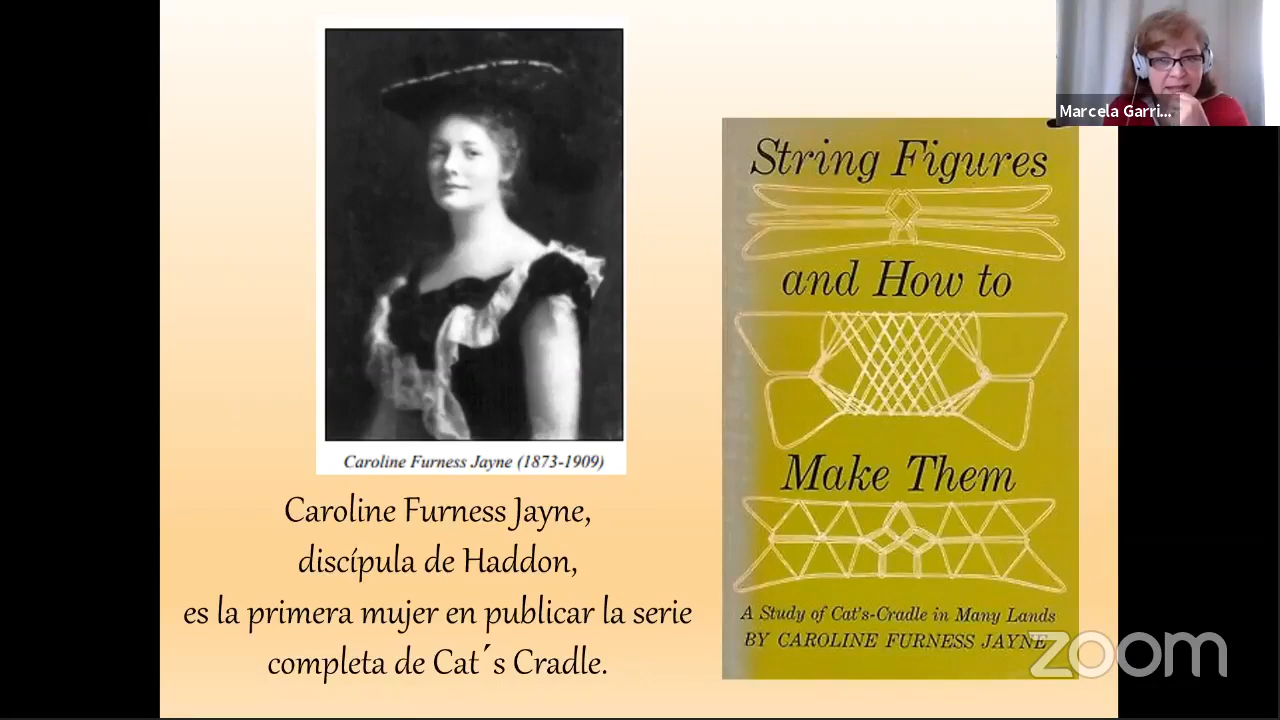 Marcela Garri...
String Figures
and How to
Make Them
A Study of Cat's-Cradle in Many Lands
BY CAROLINE FURNESS JAYNE
Caroline Furness Jayne (1873-1909)
Caroline Furness Jayne,
discípula de Haddon,
es la primera mujer en publicar la serie
completa de Cat´s Cradle.
zoom